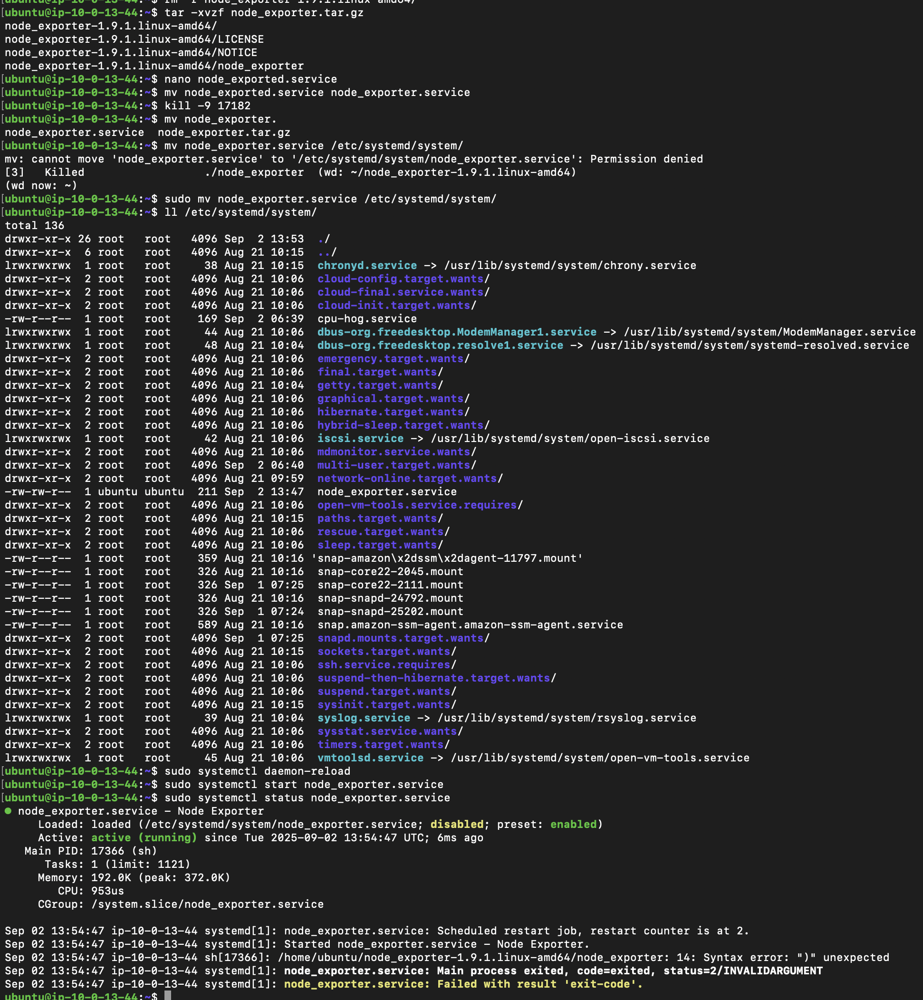 [ubuntu@ip-10-0-13-44:~$ rm -r node_exporter-1.9.1.linux-amd64/
[ubuntu@ip-10-0-13-44:~$ tar -xvzf node_exporter.tar.gz
node_exporter-1.9.1.linux-amd64/
node_exporter-1.9.1.linux-amd64/LICENSE
node_exporter-1.9.1.linux-amd64/NOTICE
node_exporter-1.9.1.linux-amd64/node_exporter
[ubuntu@ip-10-0-13-44:~$ nano node_exported.service
[ubuntu@ip-10-0-13-44:~$ mv node_exported.service node_exporter.service
[ubuntu@ip-10-0-13-44:~$ kill -9 17182
[ubuntu@ip-10-0-13-44:~$ mv node_exporter.
node_exporter.service  node_exporter.tar.gz
[ubuntu@ip-10-0-13-44:~$ mv node_exporter.service /etc/systemd/system/
mv: cannot move 'node_exporter.service' to '/etc/systemd/system/node_exporter.service': Permission denied
[3]   Killed                  ./node_exporter  (wd: ~/node_exporter-1.9.1.linux-amd64)
(wd now: ~)
[ubuntu@ip-10-0-13-44:~$ sudo mv node_exporter.service /etc/systemd/system/
[ubuntu@ip-10-0-13-44:~$ ll /etc/systemd/system/
total 136
drwxr-xr-x 26 root   root   4096 Sep  2 13:53  ./
drwxr-xr-x  6 root   root   4096 Aug 21 10:15  ../
lrwxrwxrwx  1 root   root     38 Aug 21 10:15  chronyd.service -> /usr/lib/systemd/system/chrony.service
drwxr-xr-x  2 root   root   4096 Aug 21 10:06  cloud-config.target.wants/
drwxr-xr-x  2 root   root   4096 Aug 21 10:06  cloud-final.service.wants/
drwxr-xr-x  2 root   root   4096 Aug 21 10:06  cloud-init.target.wants/
-rw-r--r--  1 root   root    169 Sep  2 06:39  cpu-hog.service
lrwxrwxrwx  1 root   root     44 Aug 21 10:06  dbus-org.freedesktop.ModemManager1.service -> /usr/lib/systemd/system/ModemManager.service
lrwxrwxrwx  1 root   root     48 Aug 21 10:04  dbus-org.freedesktop.resolve1.service -> /usr/lib/systemd/system/systemd-resolved.service
drwxr-xr-x  2 root   root   4096 Aug 21 10:06  emergency.target.wants/
drwxr-xr-x  2 root   root   4096 Aug 21 10:06  final.target.wants/
drwxr-xr-x  2 root   root   4096 Aug 21 10:04  getty.target.wants/
drwxr-xr-x  2 root   root   4096 Aug 21 10:06  graphical.target.wants/
drwxr-xr-x  2 root   root   4096 Aug 21 10:06  hibernate.target.wants/
drwxr-xr-x  2 root   root   4096 Aug 21 10:06  hybrid-sleep.target.wants/
lrwxrwxrwx  1 root   root     42 Aug 21 10:06  iscsi.service -> /usr/lib/systemd/system/open-iscsi.service
drwxr-xr-x  2 root   root   4096 Aug 21 10:06  mdmonitor.service.wants/
drwxr-xr-x  2 root   root   4096 Sep  2 06:40  multi-user.target.wants/
drwxr-xr-x  2 root   root   4096 Aug 21 09:59  network-online.target.wants/
-rw-rw-r--  1 ubuntu ubuntu  211 Sep  2 13:47  node_exporter.service
drwxr-xr-x  2 root   root   4096 Aug 21 10:06  open-vm-tools.service.requires/
drwxr-xr-x  2 root   root   4096 Aug 21 10:15  paths.target.wants/
drwxr-xr-x  2 root   root   4096 Aug 21 10:06  rescue.target.wants/
drwxr-xr-x  2 root   root   4096 Aug 21 10:06  sleep.target.wants/
-rw-r--r--  1 root   root    359 Aug 21 10:16 'snap-amazon\x2dssm\x2dagent-11797.mount'
-rw-r--r--  1 root   root    326 Aug 21 10:16  snap-core22-2045.mount
-rw-r--r--  1 root   root    326 Sep  1 07:25  snap-core22-2111.mount
-rw-r--r--  1 root   root    326 Aug 21 10:16  snap-snapd-24792.mount
-rw-r--r--  1 root   root    326 Sep  1 07:24  snap-snapd-25202.mount
-rw-r--r--  1 root   root    589 Aug 21 10:16  snap.amazon-ssm-agent.amazon-ssm-agent.service
drwxr-xr-x  2 root   root   4096 Sep  1 07:25  snapd.mounts.target.wants/
drwxr-xr-x  2 root   root   4096 Aug 21 10:15  sockets.target.wants/
drwxr-xr-x  2 root   root   4096 Aug 21 10:06  ssh.service.requires/
drwxr-xr-x  2 root   root   4096 Aug 21 10:06  suspend-then-hibernate.target.wants/
drwxr-xr-x  2 root   root   4096 Aug 21 10:06  suspend.target.wants/
drwxr-xr-x  2 root   root   4096 Aug 21 10:15  sysinit.target.wants/
lrwxrwxrwx  1 root   root     39 Aug 21 10:04  syslog.service -> /usr/lib/systemd/system/rsyslog.service
drwxr-xr-x  2 root   root   4096 Aug 21 10:06  sysstat.service.wants/
drwxr-xr-x  2 root   root   4096 Aug 21 10:06  timers.target.wants/
lrwxrwxrwx  1 root   root     45 Aug 21 10:06  vmtoolsd.service -> /usr/lib/systemd/system/open-vm-tools.service
[ubuntu@ip-10-0-13-44:~$ sudo systemctl daemon-reload
[ubuntu@ip-10-0-13-44:~$ sudo systemctl start node_exporter.service
[ubuntu@ip-10-0-13-44:~$ sudo systemctl status node_exporter.service
● node_exporter.service - Node Exporter
     Loaded: loaded (/etc/systemd/system/node_exporter.service; disabled; preset: enabled)
     Active: active (running) since Tue 2025-09-02 13:54:47 UTC; 6ms ago
   Main PID: 17366 (sh)
      Tasks: 1 (limit: 1121)
     Memory: 192.0K (peak: 372.0K)
        CPU: 953us
     CGroup: /system.slice/node_exporter.service
Sep 02 13:54:47 ip-10-0-13-44 systemd[1]: node_exporter.service: Scheduled restart job, restart counter is at 2.
Sep 02 13:54:47 ip-10-0-13-44 systemd[1]: Started node_exporter.service - Node Exporter.
Sep 02 13:54:47 ip-10-0-13-44 sh[17366]: /home/ubuntu/node_exporter-1.9.1.linux-amd64/node_exporter: 14: Syntax error: ")" unexpected
Sep 02 13:54:47 ip-10-0-13-44 systemd[1]: node_exporter.service: Main process exited, code=exited, status=2/INVALIDARGUMENT
Sep 02 13:54:47 ip-10-0-13-44 systemd[1]: node_exporter.service: Failed with result 'exit-code'.
ubuntu@ip-10-0-13-44:~$